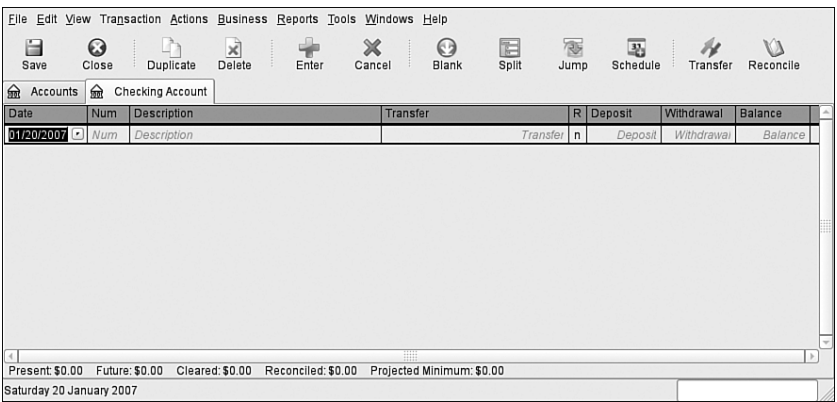 File Edit View Transaction Actions Business Reports Tools Windows Help
Save Close Duplicate Delete Enter Cancel Blank Split Jump Schedule Transfer Reconcile
Accounts Checking Account
Date Num Description Transfer R Deposit Withdrawal Balance
01/20/2007 Num Description Transfer n Deposit Withdrawal Balance
Present: $0.00 Future: $0.00 Cleared: $0.00 Reconciled: $0.00 Projected Minimum: $0.00
Saturday 20 January 2007